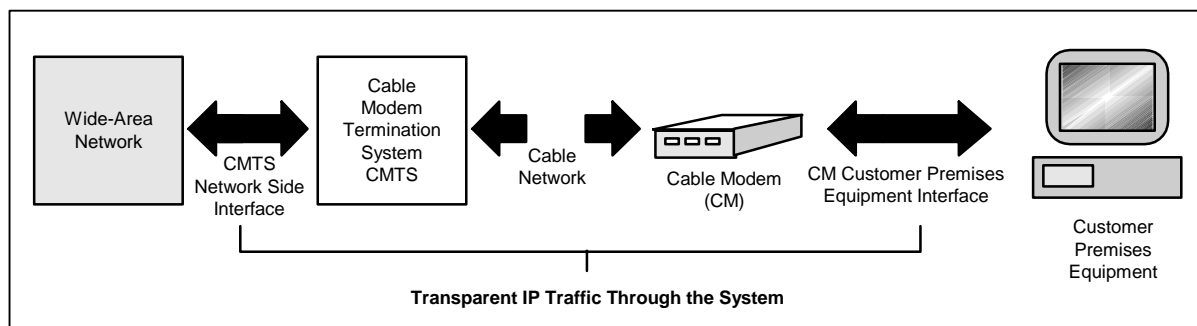 Wide-Area
Network
CMTS
Network Side
Interface
Cable
Modem
Termination
System
CMTS
Cable
Network
Cable Modem
(CM)
CM Customer Premises
Equipment Interface
Customer
Premises
Equipment
Transparent IP Traffic Through the System